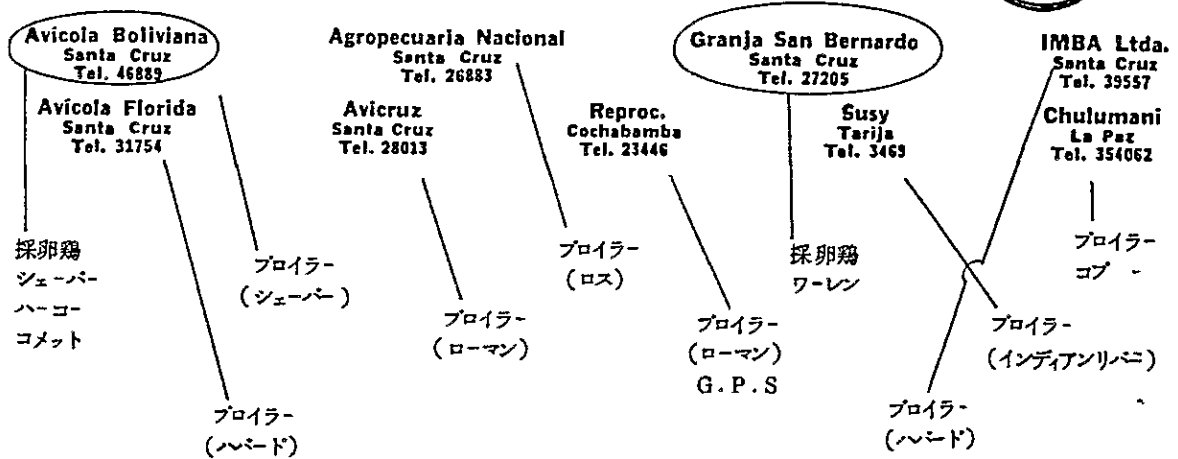 Avícola Boliviana
Santa Cruz
Tel. 46889
Agropecuaria Nacional
Santa Cruz
Tel. 26883
Granja San Bernardo
Santa Cruz
Tel. 27205
IMBA Ltda.
Santa Cruz
Tel. 39557
Avícola Florida
Santa Cruz
Tel. 31754
Avicruz
Santa Cruz
Tel. 28013
Reproc.
Cochabamba
Tel. 23446
Susy
Tarija
Tel. 3469
Chulumani
La Paz
Tel. 354062
採卵鶏
シェーバー
ハーコー
コメット
ブロイラー
(シェーバー)
ブロイラー
(ハバード)
ブロイラー
(ローマン)
ブロイラー
(ロス)
ブロイラー
(ローマン)
G.P.S
採卵鶏
ワーレン
ブロイラー
(ハバード)
ブロイラー
(インディアンリバニ)
ブロイラー
コブ